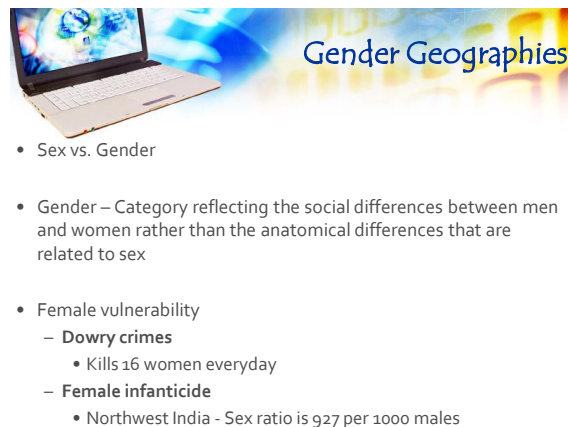 Gender Geographies
• Sex vs. Gender
• Gender – Category reflecting the social differences between men
and women rather than the anatomical differences that are
related to sex
• Female vulnerability
– Dowry crimes
• Kills 16 women everyday
– Female infanticide
• Northwest India - Sex ratio is 927 per 1000 males